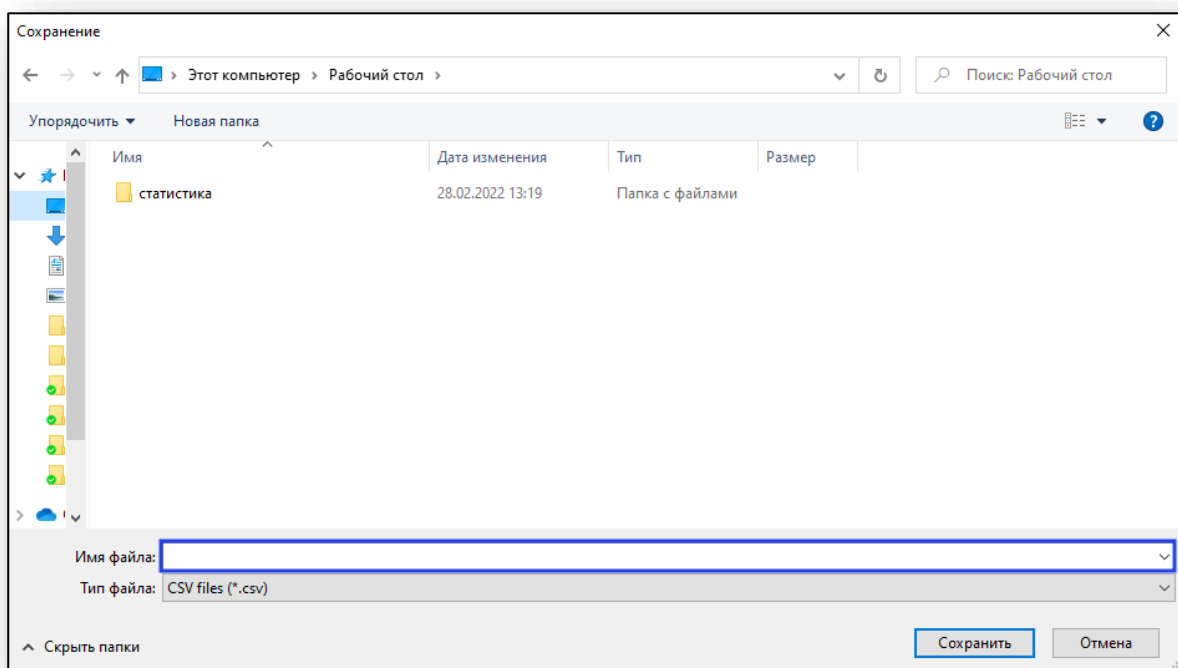 Сохранение
Этот компьютер › Рабочий стол ›
Поиск: Рабочий стол
Упорядочить Новая папка
Имя Дата изменения Тип Размер
статистика 28.02.2022 13:19 Папка с файлами
Имя файла:
Тип файла: CSV files (*.csv)
Скрыть папки Сохранить Отмена